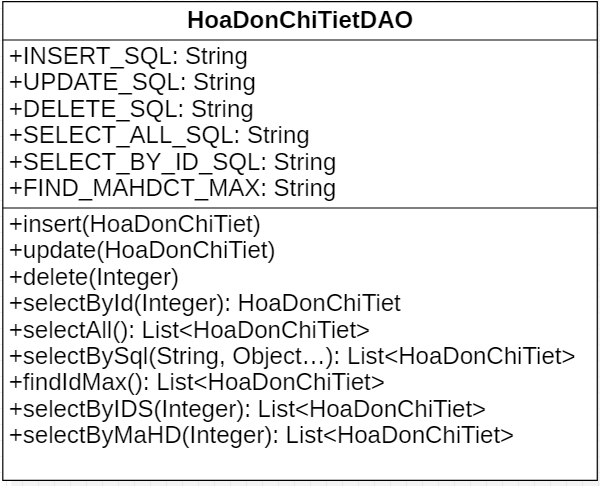 HoaDonChiTietDAO
+INSERT_SQL: String
+UPDATE_SQL: String
+DELETE_SQL: String
+SELECT_ALL_SQL: String
+SELECT_BY_ID_SQL: String
+FIND_MAHDCT_MAX: String
+insert(HoaDonChiTiet)
+update(HoaDonChiTiet)
+delete(Integer)
+selectById(Integer): HoaDonChiTiet
+selectAll(): List<HoaDonChiTiet>
+selectBySql(String, Object…): List<HoaDonChiTiet>
+findIdMax(): List<HoaDonChiTiet>
+selectByIDS(Integer): List<HoaDonChiTiet>
+selectByMaHD(Integer): List<HoaDonChiTiet>